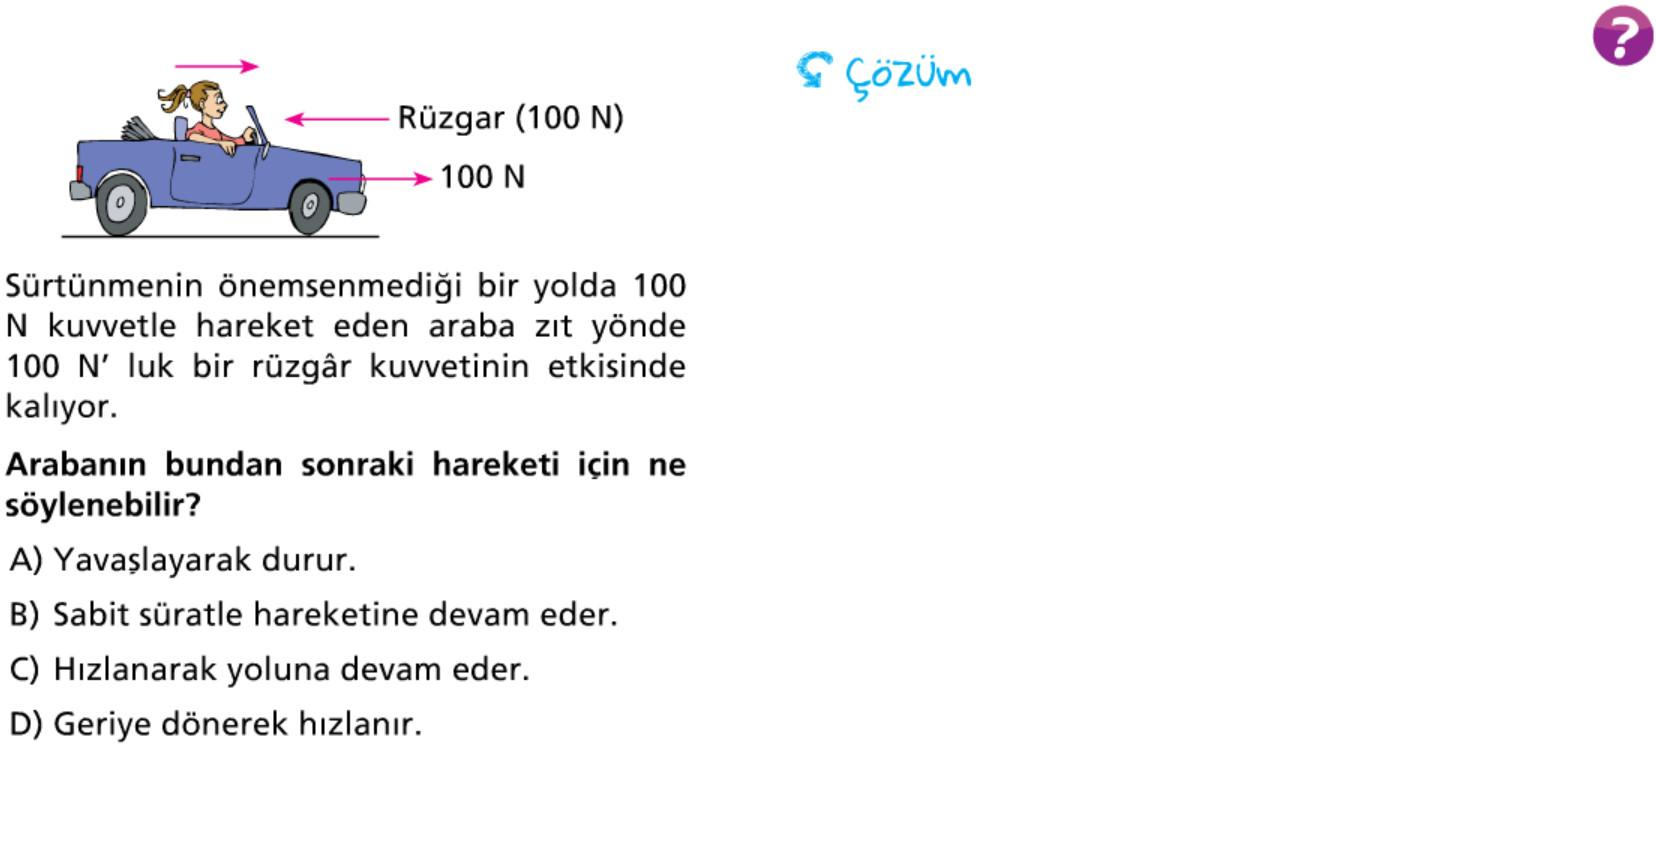 ?
Çözüm
Rüzgar (100 N)
100 N
Sürtünmenin önemsenmediği bir yolda 100
N kuvvetle hareket eden araba zıt yönde
100 N’ luk bir rüzgâr kuvvetinin etkisinde
kalıyor.
Arabanın bundan sonraki hareketi için ne
söylenebilir?
A) Yavaşlayarak durur.
B) Sabit süratle hareketine devam eder.
C) Hızlanarak yoluna devam eder.
D) Geriye dönerek hızlanır.